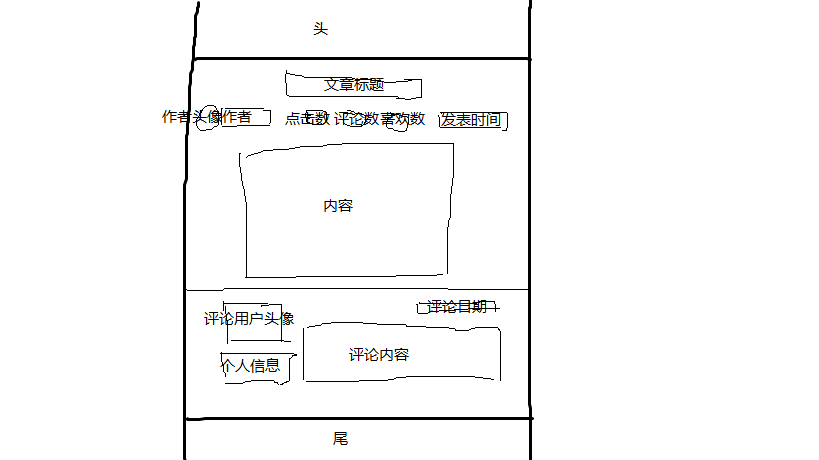 头
文章标题
作者头像作者 点击数 评论数喜欢数 发表时间
内容
评论日期
评论用户头像
评论内容
个人信息
尾